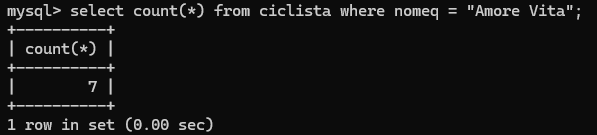 mysql> select count(*) from ciclista where nomeq = "Amore Vita";
+----------+
| count(*) |
+----------+
|        7 |
+----------+
1 row in set (0.00 sec)